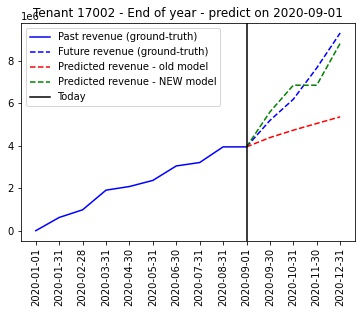 Tenant 17002 - End of year - predict on 2020-09-01
1e6
Past revenue (ground-truth)
Future revenue (ground-truth)
Predicted revenue - old model
Predicted revenue - NEW model
Today
8
6
4
2
0
2020-01-01
2020-01-31
2020-02-28
2020-03-31
2020-04-30
2020-05-31
2020-06-30
2020-07-31
2020-08-31
2020-09-01
2020-09-30
2020-10-31
2020-11-30
2020-12-31